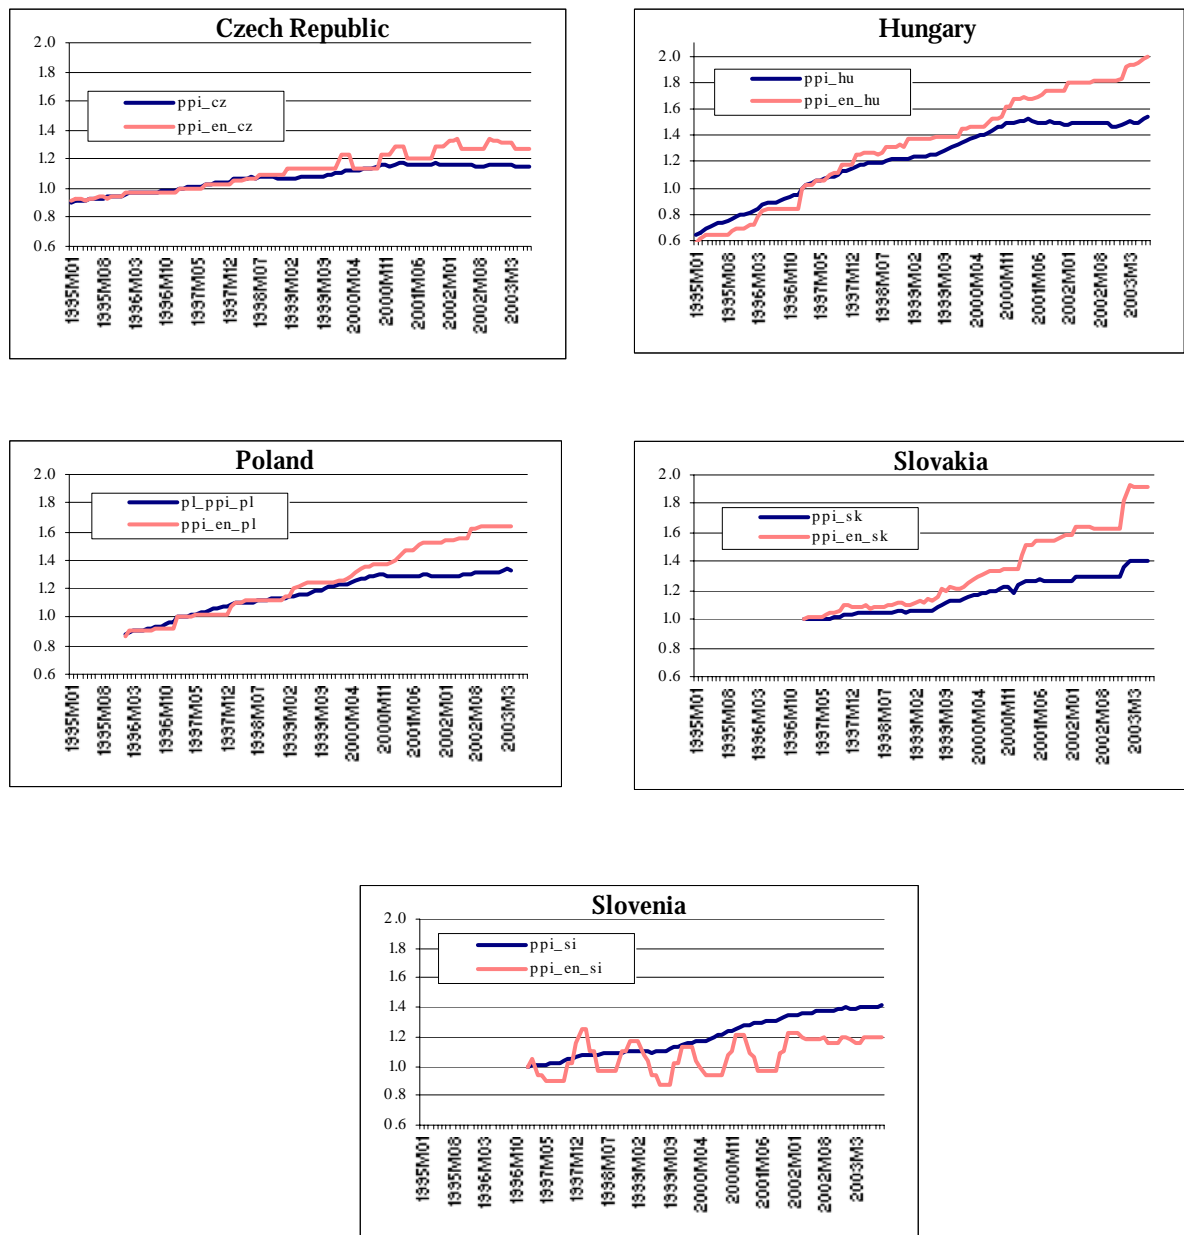 Czech Republic
2.0
1.8
1.6
1.4
1.2
1.0
0.8
0.6
ppi_cz
ppi_en_cz
1995M01
1995M08
1996M03
1996M10
1997M05
1997M12
1998M07
1999M02
1999M09
2000M04
2000M11
2001M06
2002M01
2002M08
2003M3
Hungary
2.0
1.8
1.6
1.4
1.2
1.0
0.8
0.6
ppi_hu
ppi_en_hu
1995M01
1995M08
1996M03
1996M10
1997M05
1997M12
1998M07
1999M02
1999M09
2000M04
2000M11
2001M06
2002M01
2002M08
2003M3
Poland
2.0
1.8
1.6
1.4
1.2
1.0
0.8
0.6
pl_ppi_pl
ppi_en_pl
1995M01
1995M08
1996M03
1996M10
1997M05
1997M12
1998M07
1999M02
1999M09
2000M04
2000M11
2001M06
2002M01
2002M08
2003M3
Slovakia
2.0
1.8
1.6
1.4
1.2
1.0
0.8
0.6
ppi_sk
ppi_en_sk
1995M01
1995M08
1996M03
1996M10
1997M05
1997M12
1998M07
1999M02
1999M09
2000M04
2000M11
2001M06
2002M01
2002M08
2003M3
Slovenia
2.0
1.8
1.6
1.4
1.2
1.0
0.8
0.6
ppi_si
ppi_en_si
1995M01
1995M08
1996M03
1996M10
1997M05
1997M12
1998M07
1999M02
1999M09
2000M04
2000M11
2001M06
2002M01
2002M08
2003M3